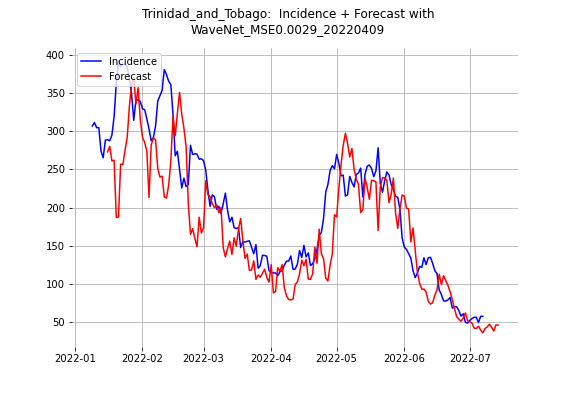 Trinidad_and_Tobago:  Incidence + Forecast with
WaveNet_MSE0.0029_20220409
400
350
300
250
200
150
100
50
Incidence
Forecast
2022-01 2022-02 2022-03 2022-04 2022-05 2022-06 2022-07